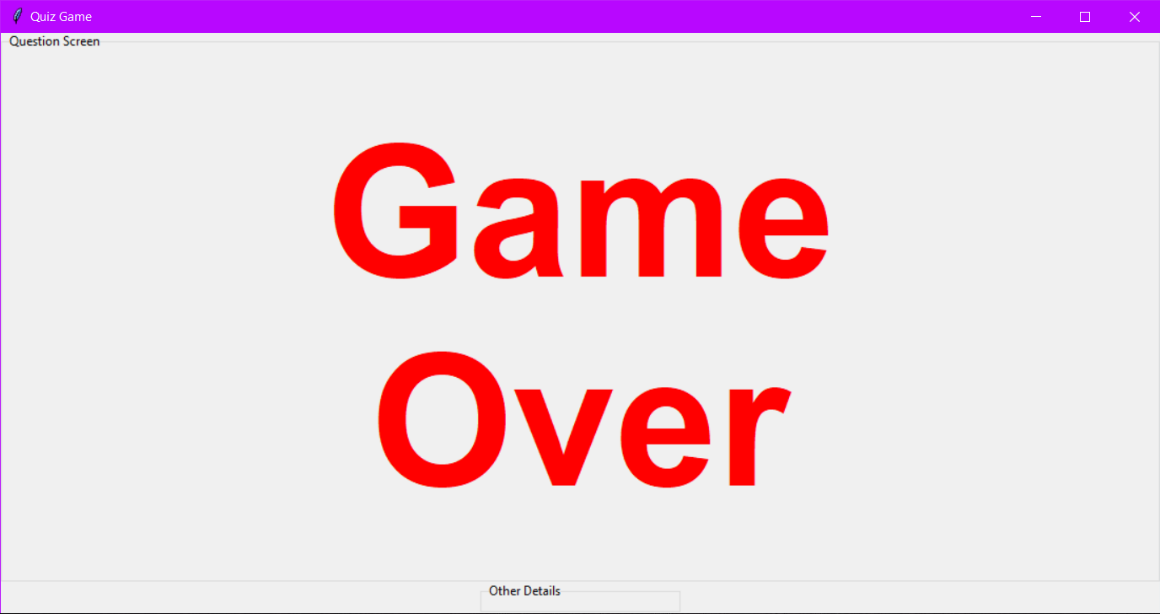 Quiz Game
Question Screen
Game
Over
Other Details